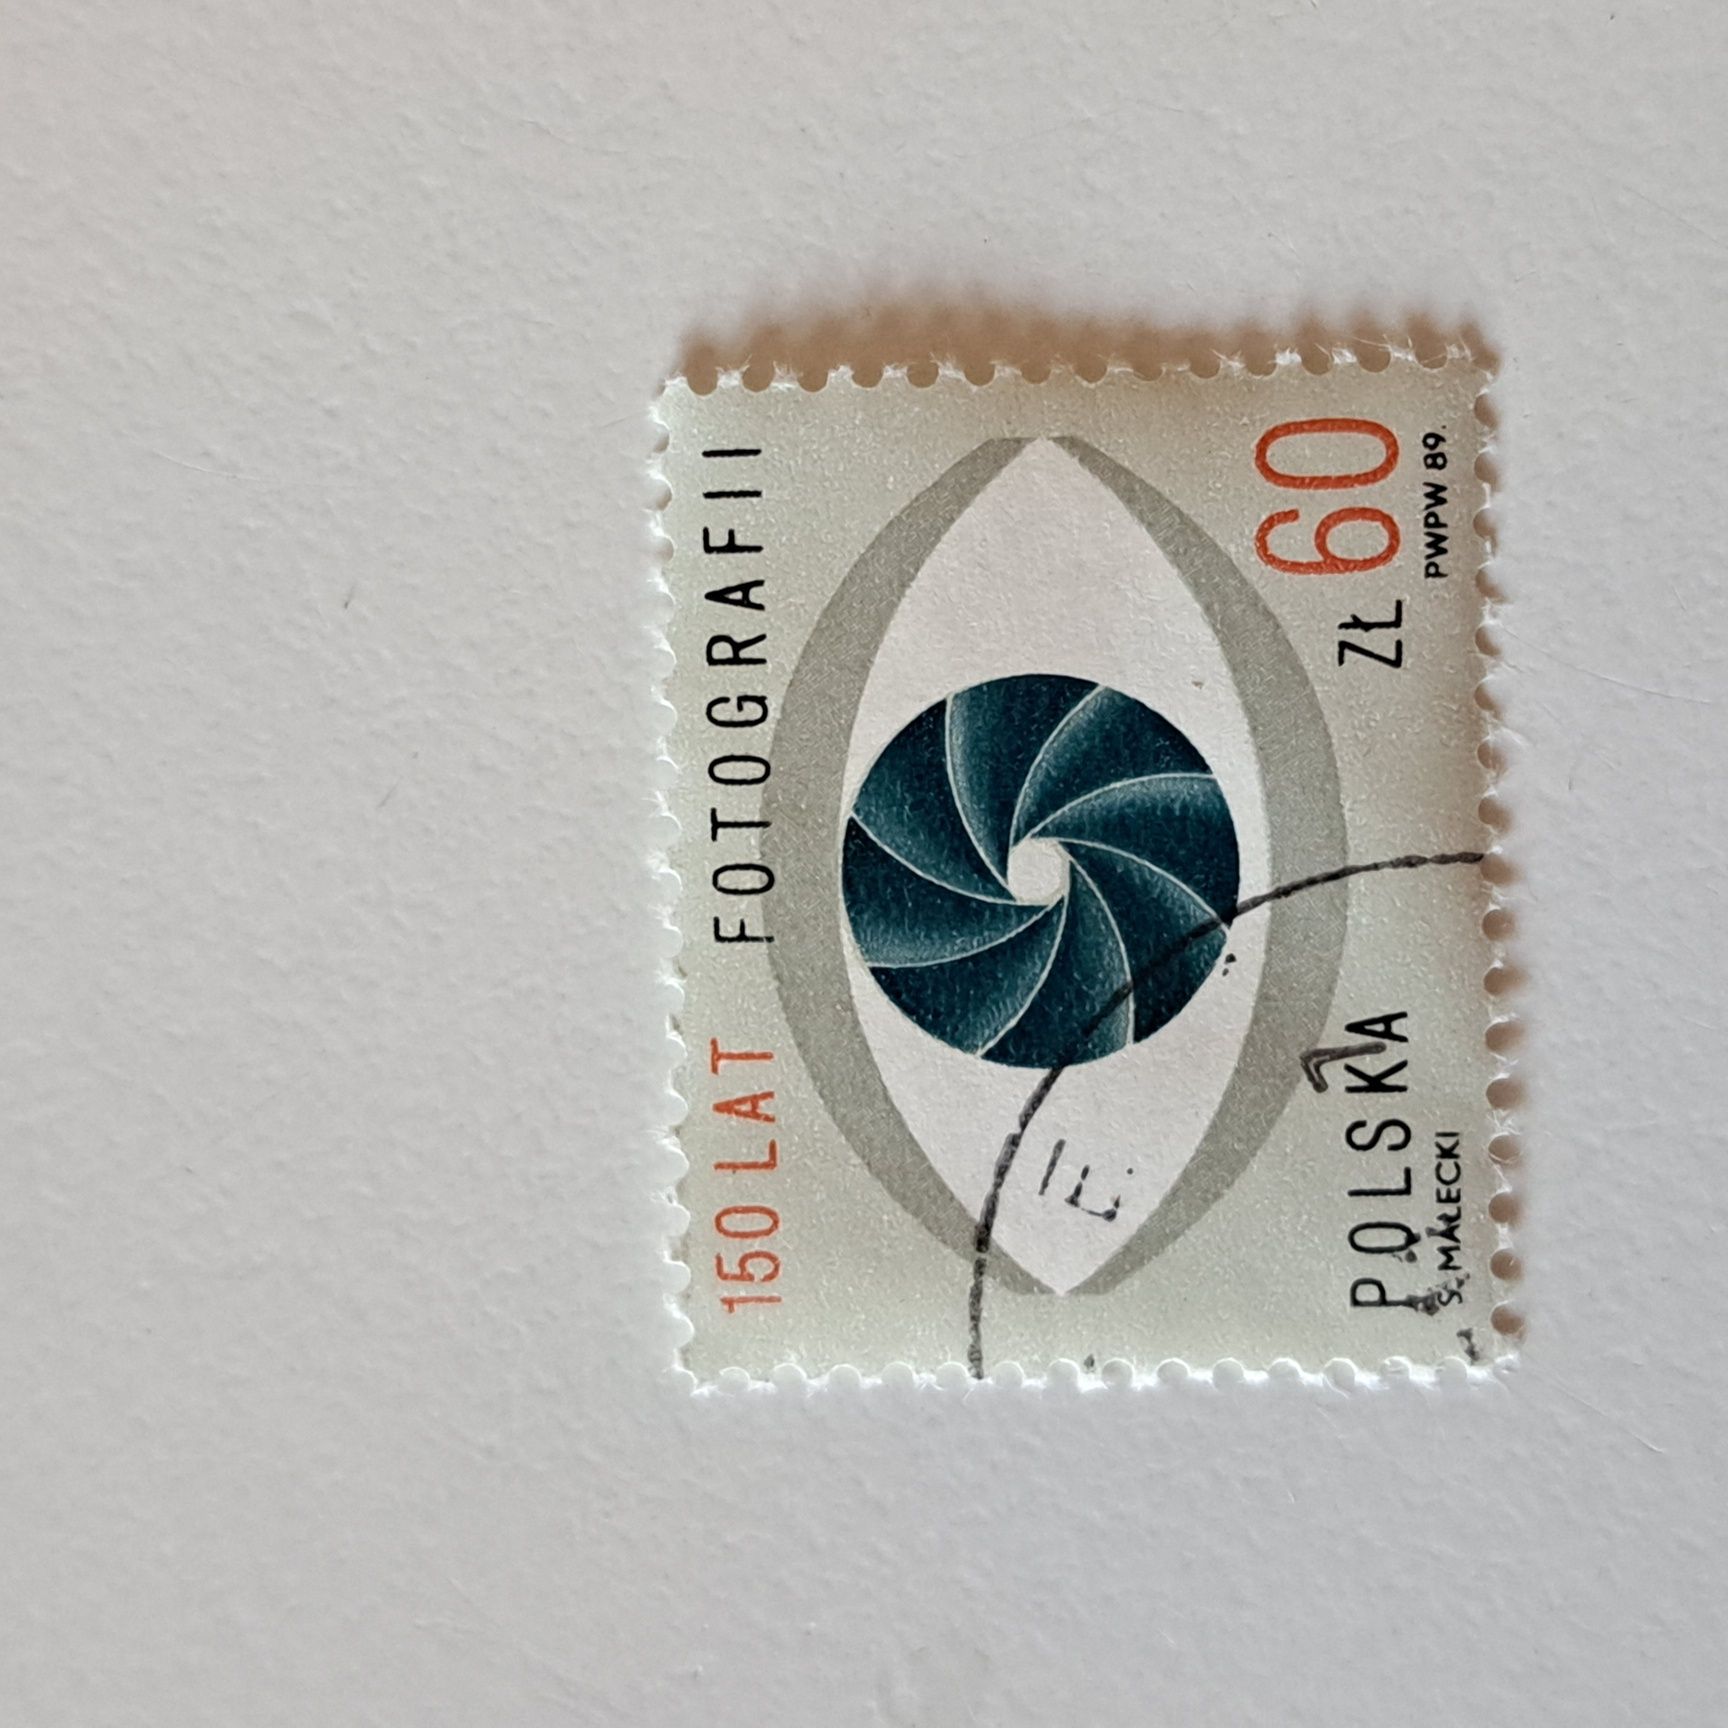 150 LAT FOTOGRAFII
POLSKA ZŁ 60
S. MAŁECKI PWPW 89.